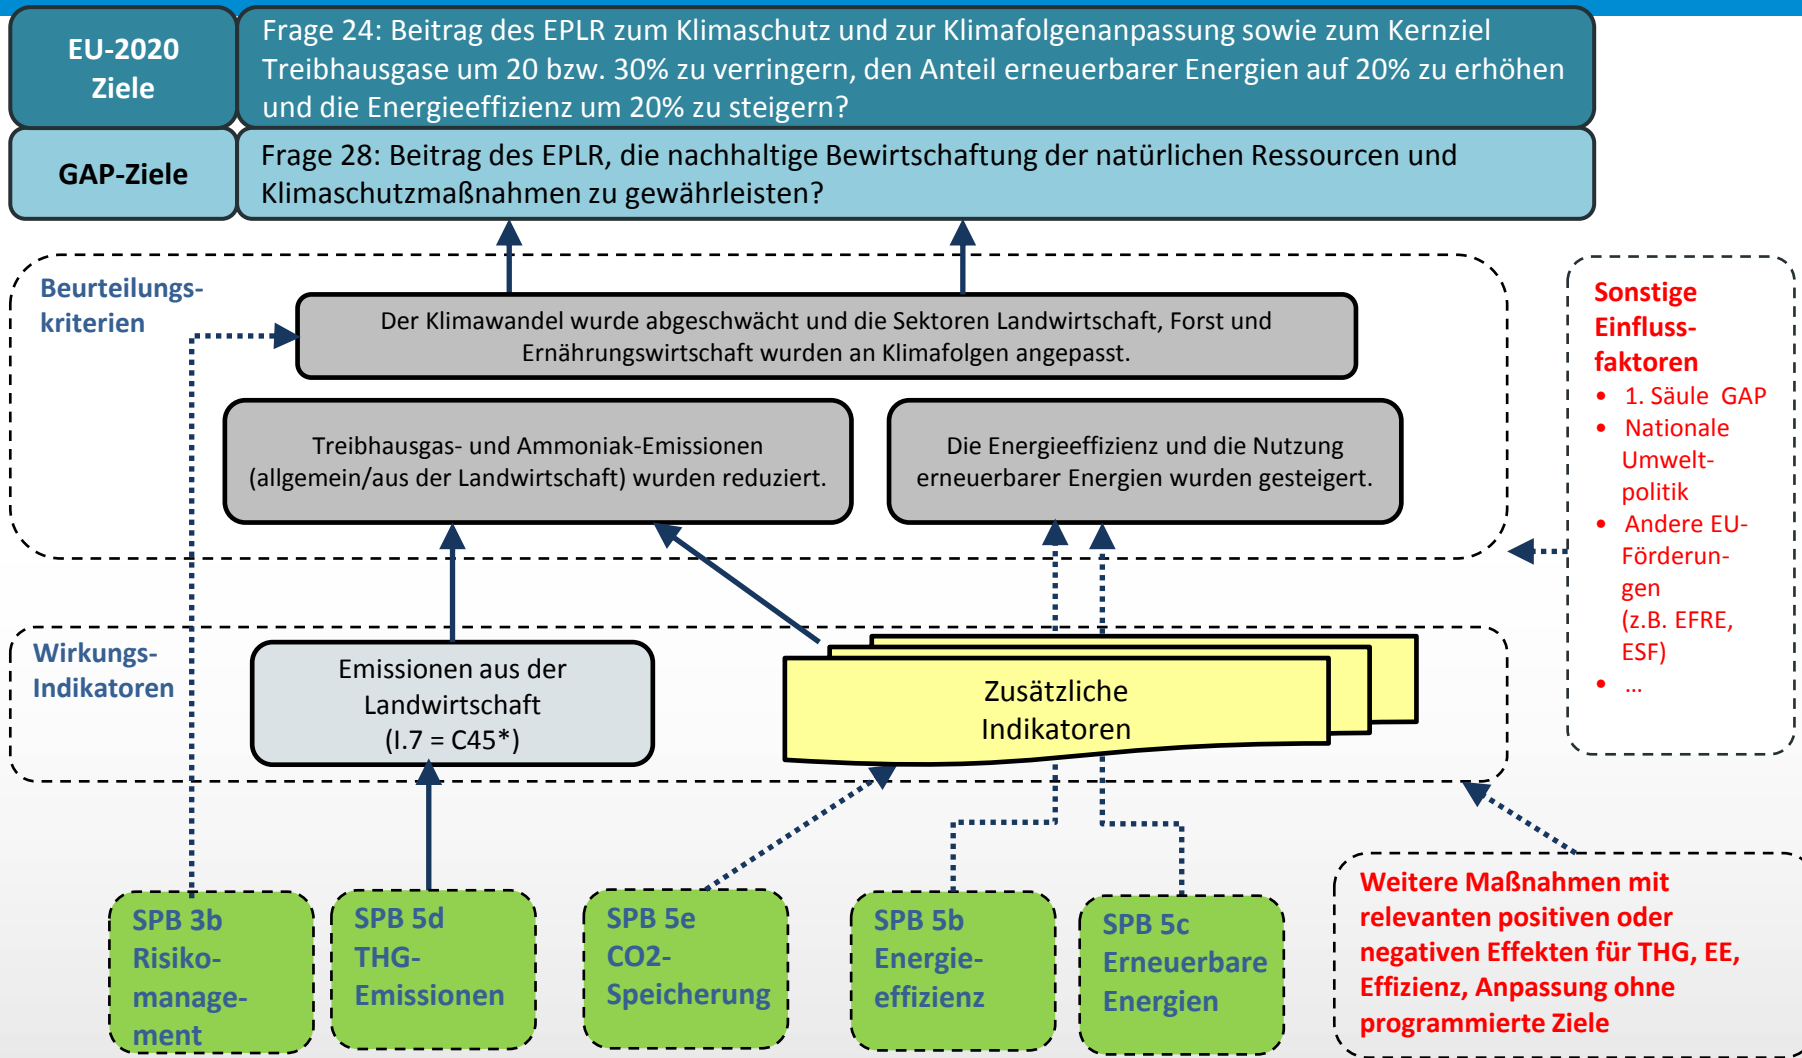 EU-2020
Ziele
Frage 24: Beitrag des EPLR zum Klimaschutz und zur Klimafolgenanpassung sowie zum Kernziel
Treibhausgase um 20 bzw. 30% zu verringern, den Anteil erneuerbarer Energien auf 20% zu erhöhen
und die Energieeffizienz um 20% zu steigern?
GAP-Ziele
Frage 28: Beitrag des EPLR, die nachhaltige Bewirtschaftung der natürlichen Ressourcen und
Klimaschutzmaßnahmen zu gewährleisten?
Beurteilungs-
kriterien
Der Klimawandel wurde abgeschwächt und die Sektoren Landwirtschaft, Forst und
Ernährungswirtschaft wurden an Klimafolgen angepasst.
Treibhausgas- und Ammoniak-Emissionen
(allgemein/aus der Landwirtschaft) wurden reduziert.
Die Energieeffizienz und die Nutzung
erneuerbarer Energien wurden gesteigert.
Sonstige
Einfluss-
faktoren
• 1. Säule GAP
• Nationale
Umwelt-
politik
• Andere EU-
Förderun-
gen
(z.B. EFRE,
ESF)
• ...
Wirkungs-
Indikatoren
Emissionen aus der
Landwirtschaft
(I.7 = C45*)
Zusätzliche
Indikatoren
SPB 3b
Risiko-
manage-
ment
SPB 5d
THG-
Emissionen
SPB 5e
CO2-
Speicherung
SPB 5b
Energie-
effizienz
SPB 5c
Erneuerbare
Energien
Weitere Maßnahmen mit
relevanten positiven oder
negativen Effekten für THG, EE,
Effizienz, Anpassung ohne
programmierte Ziele